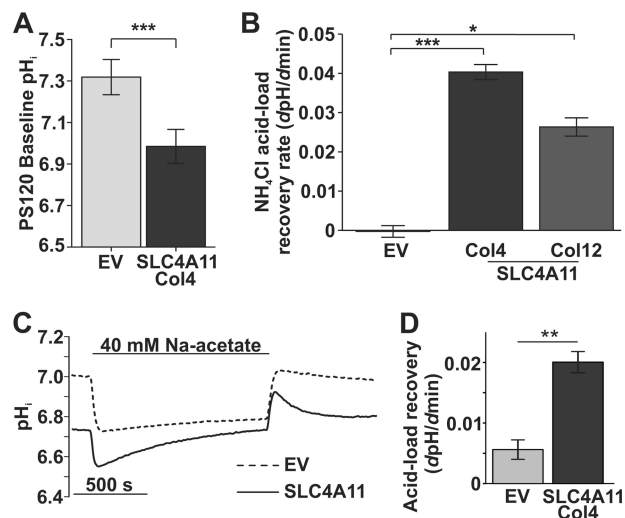 A
PS120 Baseline pHi
7.5
7.3
7.1
6.9
6.7
6.5
***
EV
SLC4A11
Col4
B
NH4Cl acid-load
recovery rate (dpH/dmin)
0.05
0.04
0.03
0.02
0.01
0
*
***
EV
Col4
Col12
SLC4A11
C
pHi
7.2
7.0
6.8
6.6
6.4
40 mM Na-acetate
500 s
EV
SLC4A11
D
Acid-load recovery
(dpH/dmin)
0.02
0.01
0
**
EV
SLC4A11
Col4